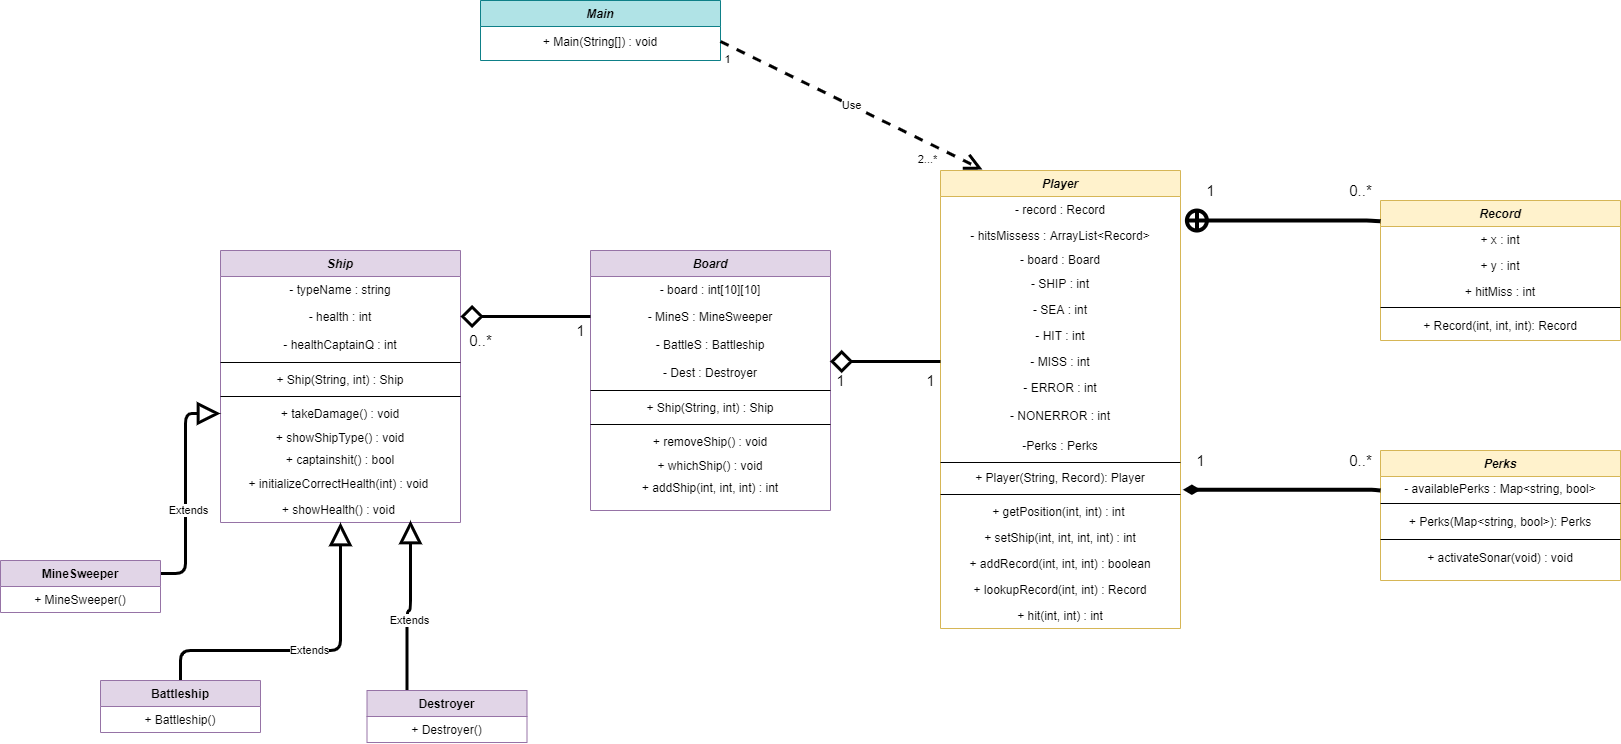 Main
+ Main(String[]) : void
1
Use
2...*
Player
- record : Record
- hitsMissess : ArrayList<Record>
- board : Board
- SHIP : int
- SEA : int
- HIT : int
- MISS : int
- ERROR : int
- NONERROR : int
-Perks : Perks
+ Player(String, Record): Player
+ getPosition(int, int) : int
+ setShip(int, int, int, int) : int
+ addRecord(int, int, int) : boolean
+ lookupRecord(int, int) : Record
+ hit(int, int) : int
1
0..*
Record
+ x : int
+ y : int
+ hitMiss : int
+ Record(int, int, int): Record
1
0..*
Perks
- availablePerks : Map<string, bool>
+ Perks(Map<string, bool>): Perks
+ activateSonar(void) : void
Ship
- typeName : string
- health : int
- healthCaptainQ : int
+ Ship(String, int) : Ship
+ takeDamage() : void
+ showShipType() : void
+ captainshit() : bool
+ initializeCorrectHealth(int) : void
+ showHealth() : void
0..*
1
Board
- board : int[10][10]
- MineS : MineSweeper
- BattleS : Battleship
- Dest : Destroyer
+ Ship(String, int) : Ship
+ removeShip() : void
+ whichShip() : void
+ addShip(int, int, int) : int
1
1
Extends
MineSweeper
+ MineSweeper()
Extends
Battleship
+ Battleship()
Extends
Destroyer
+ Destroyer()